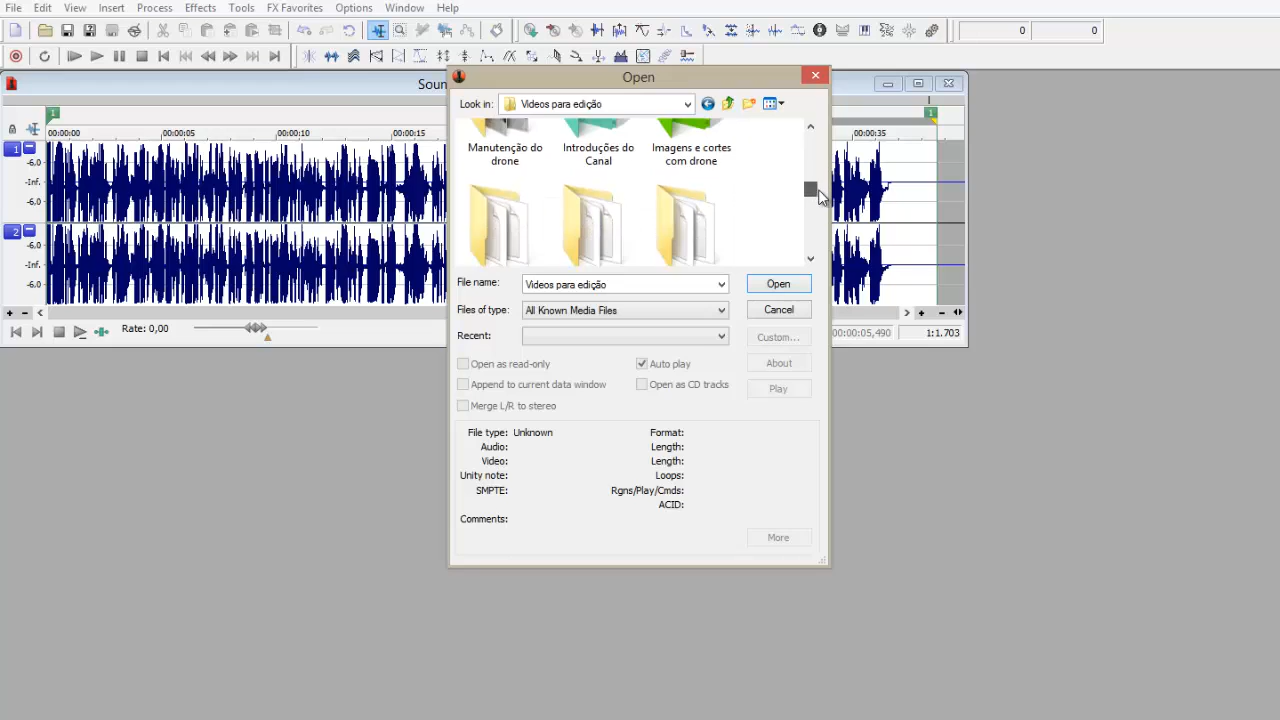 File Edit View Insert Process Effects Tools FX Favorites Options Window Help
0 0
Soun
Open
Look in: Videos para edição
1 1
00:00:00 00:00:05 00:00:10 00:00:15 00:00:35
1
-6.0
-Inf.
-6.0
2
-6.0
-Inf.
-6.0
Manutenção do drone
Introduções do Canal
Imagens e cortes com drone
File name: Videos para edição Open
Files of type: All Known Media Files Cancel
Recent: Custom...
Open as read-only Auto play About
Append to current data window Open as CD tracks Play
Merge L/R to stereo
File type: Unknown Format:
Audio: Length:
Video: Length:
Unity note: Loops:
SMPTE: Rgns/Play/Cmds:
ACID:
Comments:
More
Rate: 0,00
00:00:05,490 1:1.703